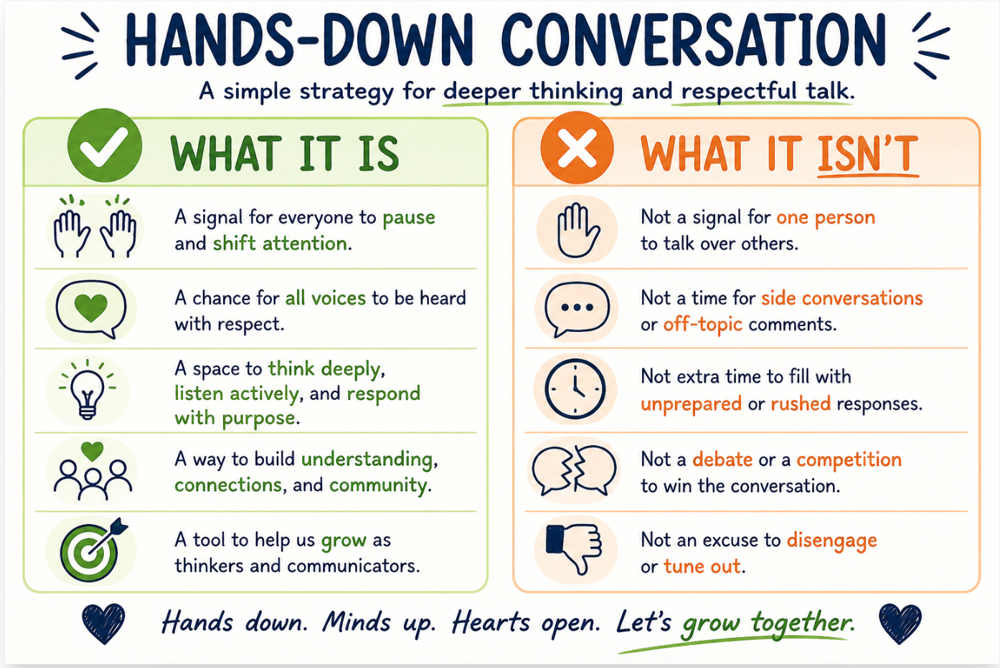 HANDS-DOWN CONVERSATION
A simple strategy for deeper thinking and respectful talk.
WHAT IT IS
A signal for everyone to pause
and shift attention.
A chance for all voices to be heard
with respect.
A space to think deeply,
listen actively, and respond
with purpose.
A way to build understanding,
connections, and community.
A tool to help us grow as
thinkers and communicators.
WHAT IT ISN'T
Not a signal for one person
to talk over others.
Not a time for side conversations
or off-topic comments.
Not extra time to fill with
unprepared or rushed responses.
Not a debate or a competition
to win the conversation.
Not an excuse to disengage
or tune out.
Hands down. Minds up. Hearts open. Let's grow together.